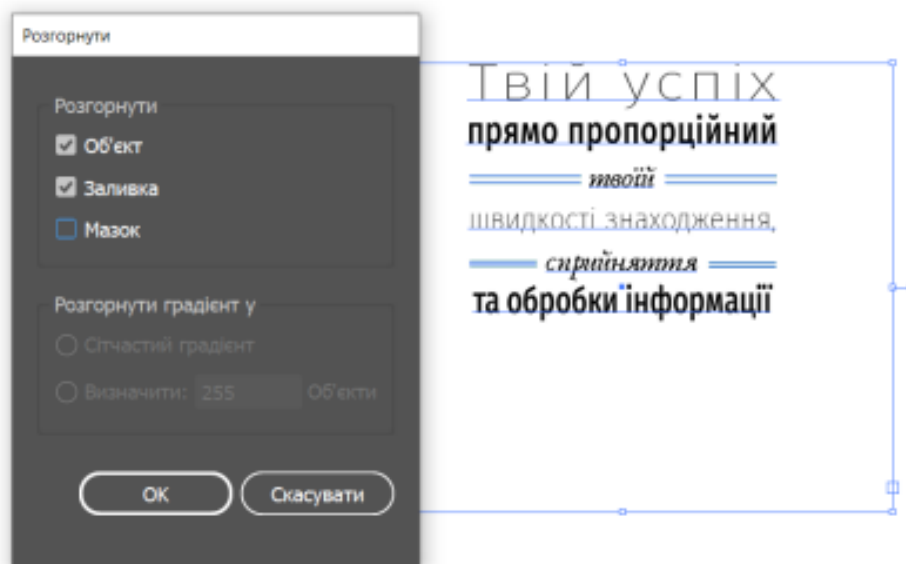 Розгорнути
Розгорнути
Об'єкт
Заливка
Мазок
Розгорнути градієнт у
Сітчастий градієнт
Визначити: 255 Об'єкти
ОК Скасувати
Твій успіх
прямо пропорційний
твоїй
швидкості знаходження,
сприйняття
та обробки інформації